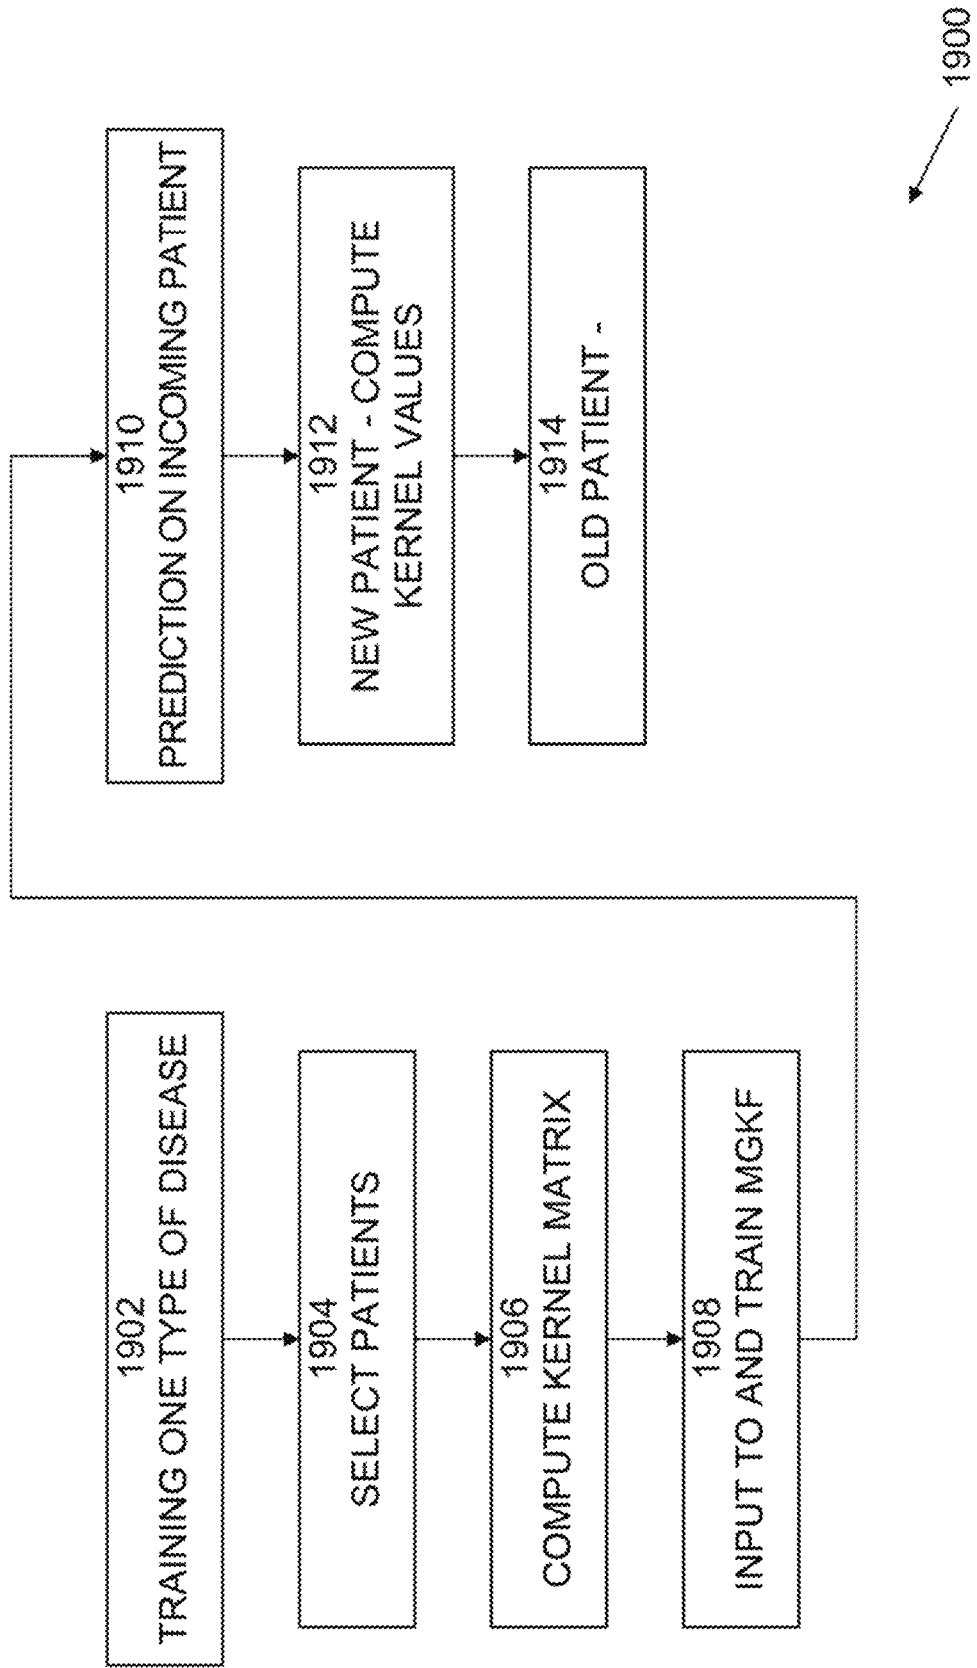 1902
TRAINING ONE TYPE OF DISEASE
1904
SELECT PATIENTS
1906
COMPUTE KERNEL MATRIX
1908
INPUT TO AND TRAIN MGKF
1910
PREDICTION ON INCOMING PATIENT
1912
NEW PATIENT - COMPUTE
KERNEL VALUES
1914
OLD PATIENT -
1900